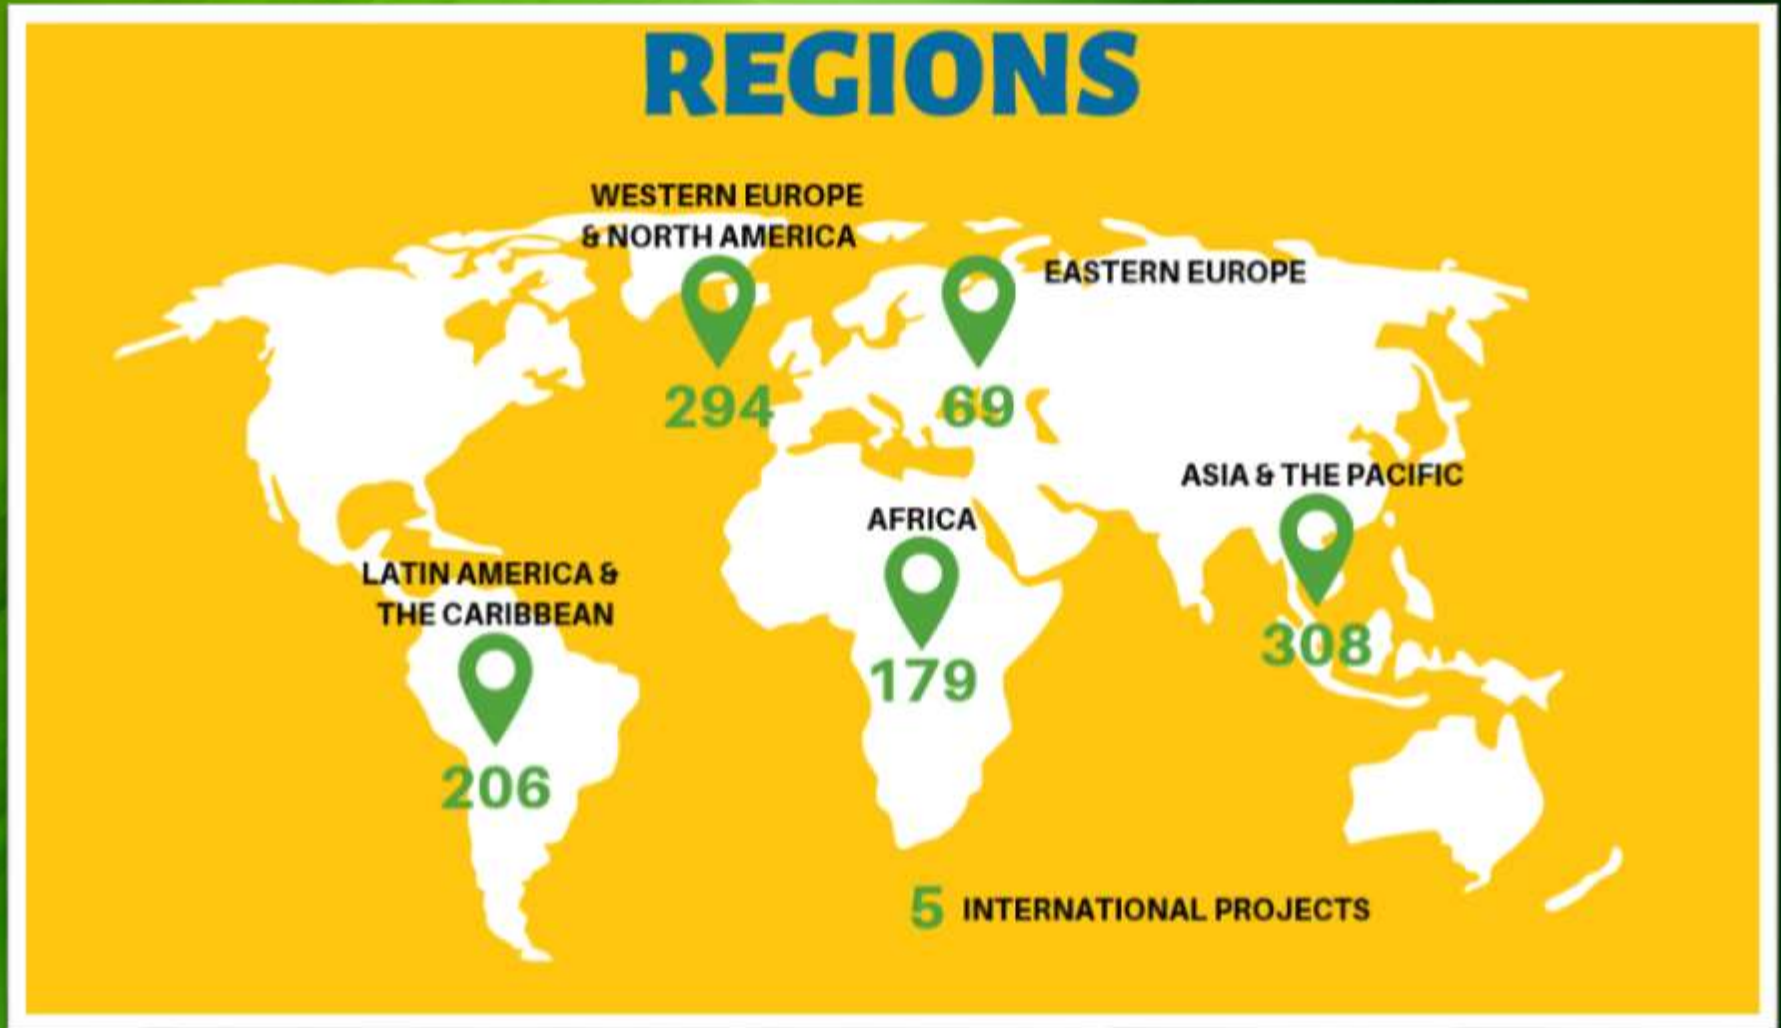 REGIONS
WESTERN EUROPE
& NORTH AMERICA
294
EASTERN EUROPE
69
ASIA & THE PACIFIC
308
AFRICA
179
LATIN AMERICA &
THE CARIBBEAN
206
5 INTERNATIONAL PROJECTS